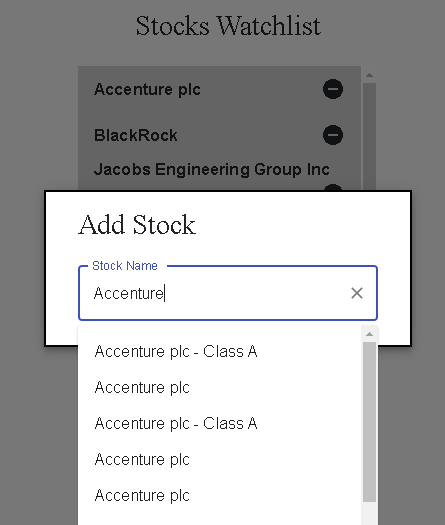 Stocks Watchlist
Accenture plc
BlackRock
Jacobs Engineering Group Inc
Add Stock
Stock Name
Accenture
Accenture plc - Class A
Accenture plc
Accenture plc - Class A
Accenture plc
Accenture plc